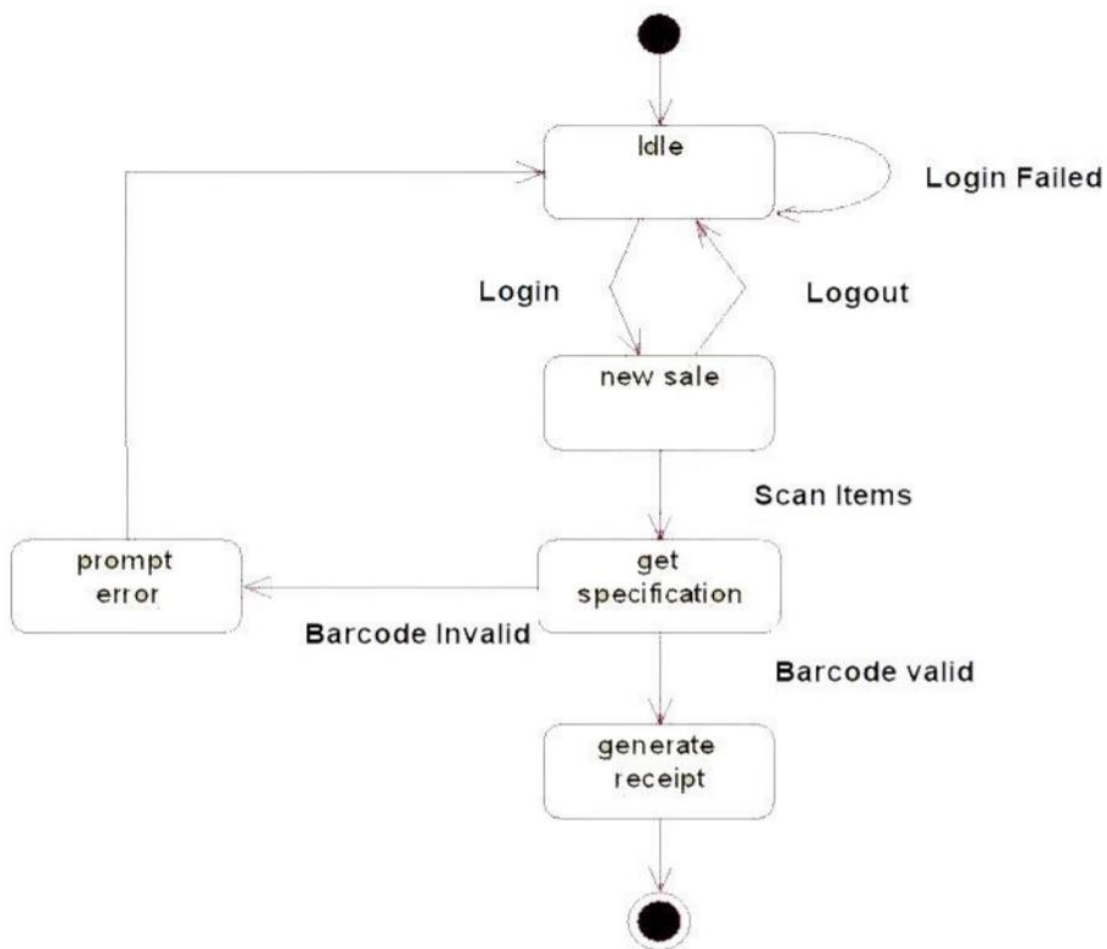 Idle
Login Failed
Login
Logout
new sale
Scan Items
prompt
error
get
specification
Barcode Invalid
Barcode valid
generate
receipt